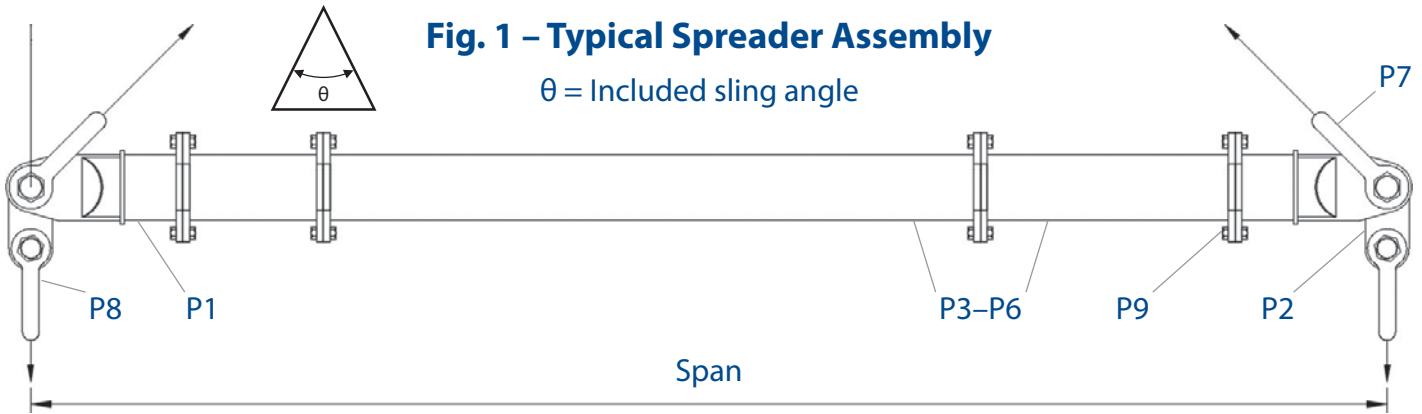 Fig. 1 – Typical Spreader Assembly
θ
θ = Included sling angle
P7
P8
P1
P3–P6
P9
P2
Span